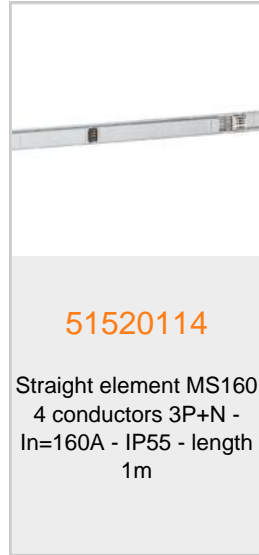 51520114
Straight element MS160
4 conductors 3P+N -
In=160A - IP55 - length
1m